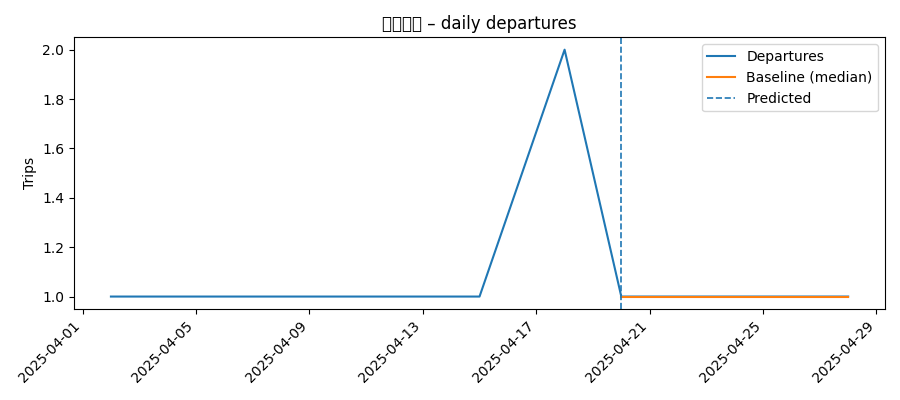 – daily departures
Departures
Baseline (median)
Predicted
Trips
2.0
1.8
1.6
1.4
1.2
1.0
2025-04-01
2025-04-05
2025-04-09
2025-04-13
2025-04-17
2025-04-21
2025-04-25
2025-04-29